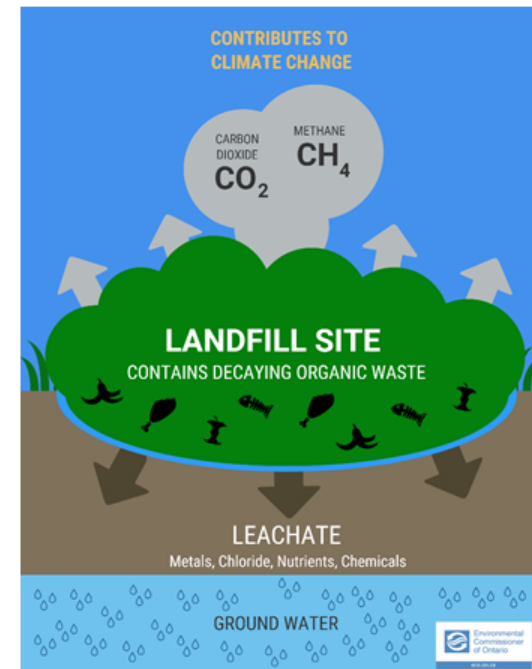 CONTRIBUTES TO
CLIMATE CHANGE
CARBON
DIOXIDE
CO₂
METHANE
CH₄
LANDFILL SITE
CONTAINS DECAYING ORGANIC WASTE
LEACHATE
Metals, Chloride, Nutrients, Chemicals
GROUND WATER
Environmental
Commissioner
of Ontario